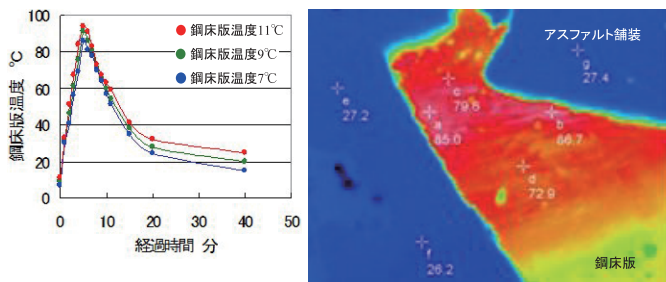 鋼床版温度 ℃
100
80
60
40
20
0
鋼床版温度11℃
鋼床版温度9℃
鋼床版温度7℃
0 10 20 30 40 50
経過時間 分
アスファルト舗装
g
27.4
e
27.2
c
79.6
a
85.0
b
86.7
d
72.9
f
26.2
鋼床版